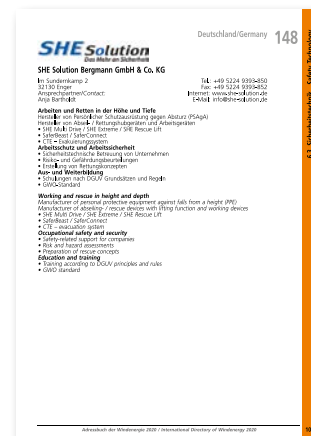 Deutschland/Germany 148
SHE Solution
Das Mehr an Sicherheit
SHE Solution Bergmann GmbH & Co. KG
Im Sundernkamp 2
32130 Enger
Ansprechpartner/Contact:
Anja Bartholdt
Tel.: +49 5224 9393-850
Fax: +49 5224 9393-852
Internet: www.she-solution.de
E-Mail: info@she-solution.de
Arbeiten und Retten in der Höhe und Tiefe
Hersteller von Persönlicher Schutzausrüstung gegen Absturz (PSAgA)
Hersteller von Abseil- / Rettungshubgeräten und Arbeitsgeräten
• SHE Multi Drive / SHE Extreme / SHE Rescue Lift
• SaferBeast / SaferConnect
• CTE – Evakuierungssystem
Arbeitsschutz und Arbeitssicherheit
• Sicherheitstechnische Betreuung von Unternehmen
• Risiko- und Gefährdungsbeurteilungen
• Erstellung von Rettungskonzepten
Aus- und Weiterbildung
• Schulungen nach DGUV Grundsätzen und Regeln
• GWO-Standard
Working and rescue in height and depth
Manufacturer of personal protective equipment against falls from a height (PPE)
Manufacturer of abseiling- / rescue devices with lifting function and working devices
• SHE Multi Drive / SHE Extreme / SHE Rescue Lift
• SaferBeast / SaferConnect
• CTE – evacuation system
Occupational safety and security
• Safety-related support for companies
• Risk and hazard assessments
• Preparation of rescue concepts
Education and training
• Training according to DGUV principles and rules
• GWO standard
6.3 Sicherheitstechnik Safety Technology
Adressbuch der Windenergie 2020 / International Directory of Windenergy 2020